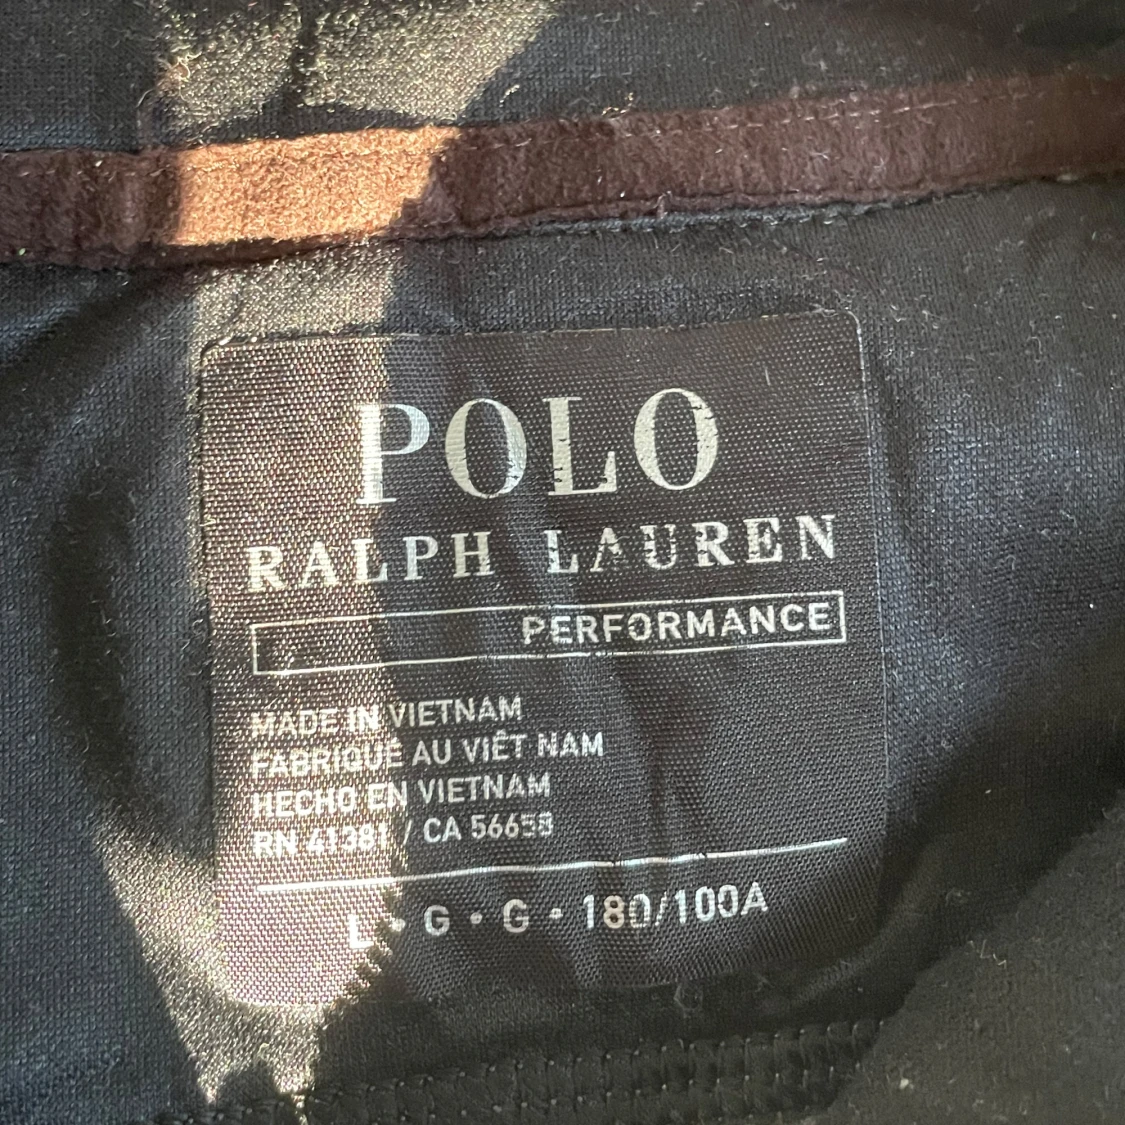 POLO
RALPH LAUREN
PERFORMANCE
MADE IN VIETNAM
FABRIQUÉ AU VIÊT NAM
HECHO EN VIETNAM
RN 41381 / CA 56658
L • G • G • 180/100A